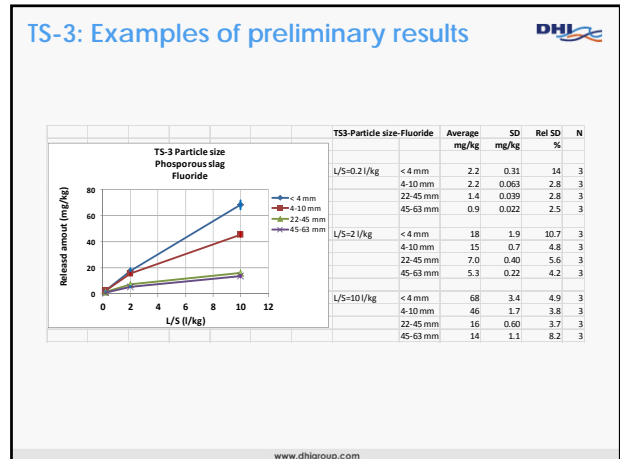 TS-3: Examples of preliminary results
DHI
TS-3 Particle size
Phosporous slag
Fluoride
Releasd amout (mg/kg)
80
60
40
20
0
0 2 4 6 8 10 12
L/S (l/kg)
< 4 mm
4-10 mm
22-45 mm
45-63 mm
TS3-Particle size-Fluoride Average SD Rel SD N
mg/kg mg/kg %
L/S=0.2 l/kg < 4 mm 2.2 0.31 14 3
4-10 mm 2.2 0.063 2.8 3
22-45 mm 1.4 0.039 2.8 3
45-63 mm 0.9 0.022 2.5 3
L/S=2 l/kg < 4 mm 18 1.9 10.7 3
4-10 mm 15 0.7 4.8 3
22-45 mm 7.0 0.40 5.6 3
45-63 mm 5.3 0.22 4.2 3
L/S=10 l/kg < 4 mm 68 3.4 4.9 3
4-10 mm 46 1.7 3.8 3
22-45 mm 16 0.60 3.7 3
45-63 mm 14 1.1 8.2 3
www.dhigroup.com